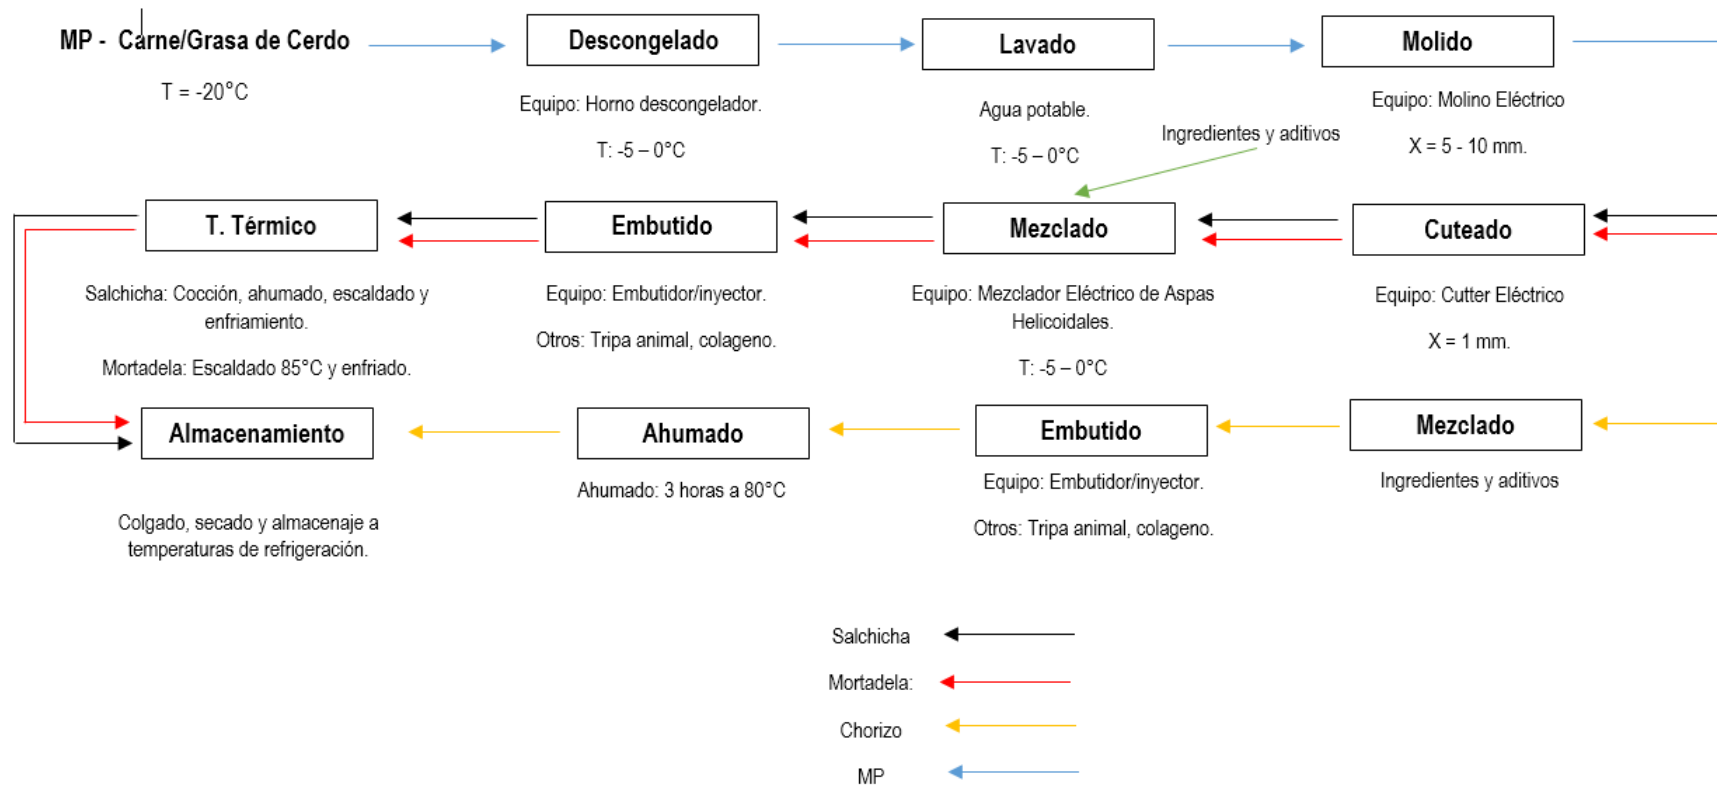 MP - Carne/Grasa de Cerdo
T = -20°C
Descongelado
Equipo: Horno descongelador.
T: -5 – 0°C
Lavado
Agua potable.
T: -5 – 0°C
Molido
Equipo: Molino Eléctrico
X = 5 - 10 mm.
Ingredientes y aditivos
Cuteado
Equipo: Cutter Eléctrico
X = 1 mm.
Mezclado
Equipo: Mezclador Eléctrico de Aspas
Helicoidales.
T: -5 – 0°C
Embutido
Equipo: Embutidor/inyector.
Otros: Tripa animal, colageno.
T. Térmico
Salchicha: Cocción, ahumado, escaldado y
enfriamiento.
Mortadela: Escaldado 85°C y enfriado.
Mezclado
Ingredientes y aditivos
Embutido
Equipo: Embutidor/inyector.
Otros: Tripa animal, colageno.
Ahumado
Ahumado: 3 horas a 80°C
Almacenamiento
Colgado, secado y almacenaje a
temperaturas de refrigeración.
Salchicha
Mortadela:
Chorizo
MP